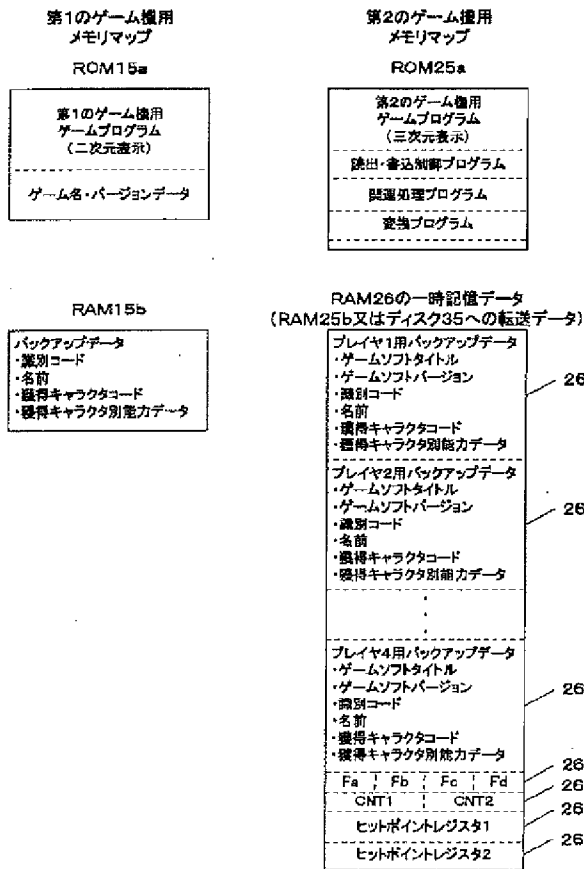 第1のゲーム機用
メモリマップ
ROM15a
第1のゲーム機用
ゲームプログラム
(二次元表示)
ゲーム名・バージョンデータ
第2のゲーム機用
メモリマップ
ROM25a
第2のゲーム機用
ゲームプログラム
(三次元表示)
読出・書込制御プログラム
関連処理プログラム
変換プログラム
RAM15b
バックアップデータ
・識別コード
・名前
・獲得キャラクタコード
・獲得キャラクタ別能力データ
RAM26の一時記憶データ
(RAM25b又はディスク35への転送データ)
プレイヤ1用バックアップデータ
・ゲームソフトタイトル
・ゲームソフトバージョン
・識別コード
・名前
・獲得キャラクタコード
・獲得キャラクタ別能力データ
26
プレイヤ2用バックアップデータ
・ゲームソフトタイトル
・ゲームソフトバージョン
・識別コード
・名前
・獲得キャラクタコード
・獲得キャラクタ別能力データ
26
プレイヤ4用バックアップデータ
・ゲームソフトタイトル
・ゲームソフトバージョン
・識別コード
・名前
・獲得キャラクタコード
・獲得キャラクタ別能力データ
26
Fa Fb Fc Fd 26
CNT1 CNT2 26
ヒットポイントレジスタ1 26
ヒットポイントレジスタ2 26